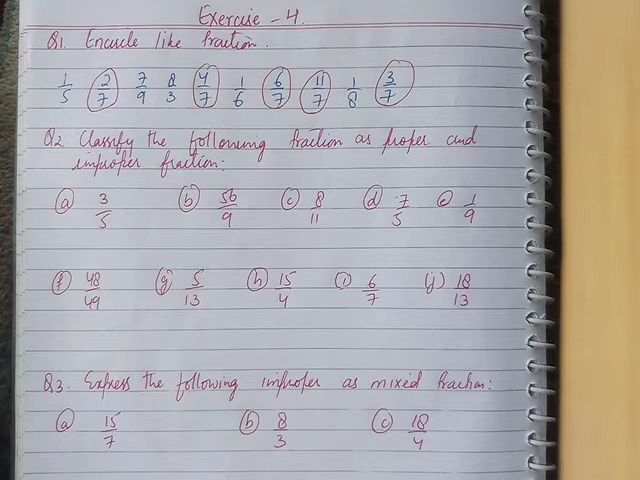 Exercise - 4.
Q1. Encircle like fraction.
1/5 2/7 7/9 8/3 4/7 1/6 6/7 11/7 1/8 3/7
Q2. Classify the following fraction as proper and
improper fraction:
(a) 3/5 (b) 56/9 (c) 8/11 (d) 7/5 (e) 1/9
(f) 48/49 (g) 5/13 (h) 15/4 (i) 6/7 (j) 18/13
Q3. Express the following improper as mixed fraction:
(a) 15/7 (b) 8/3 (c) 18/4